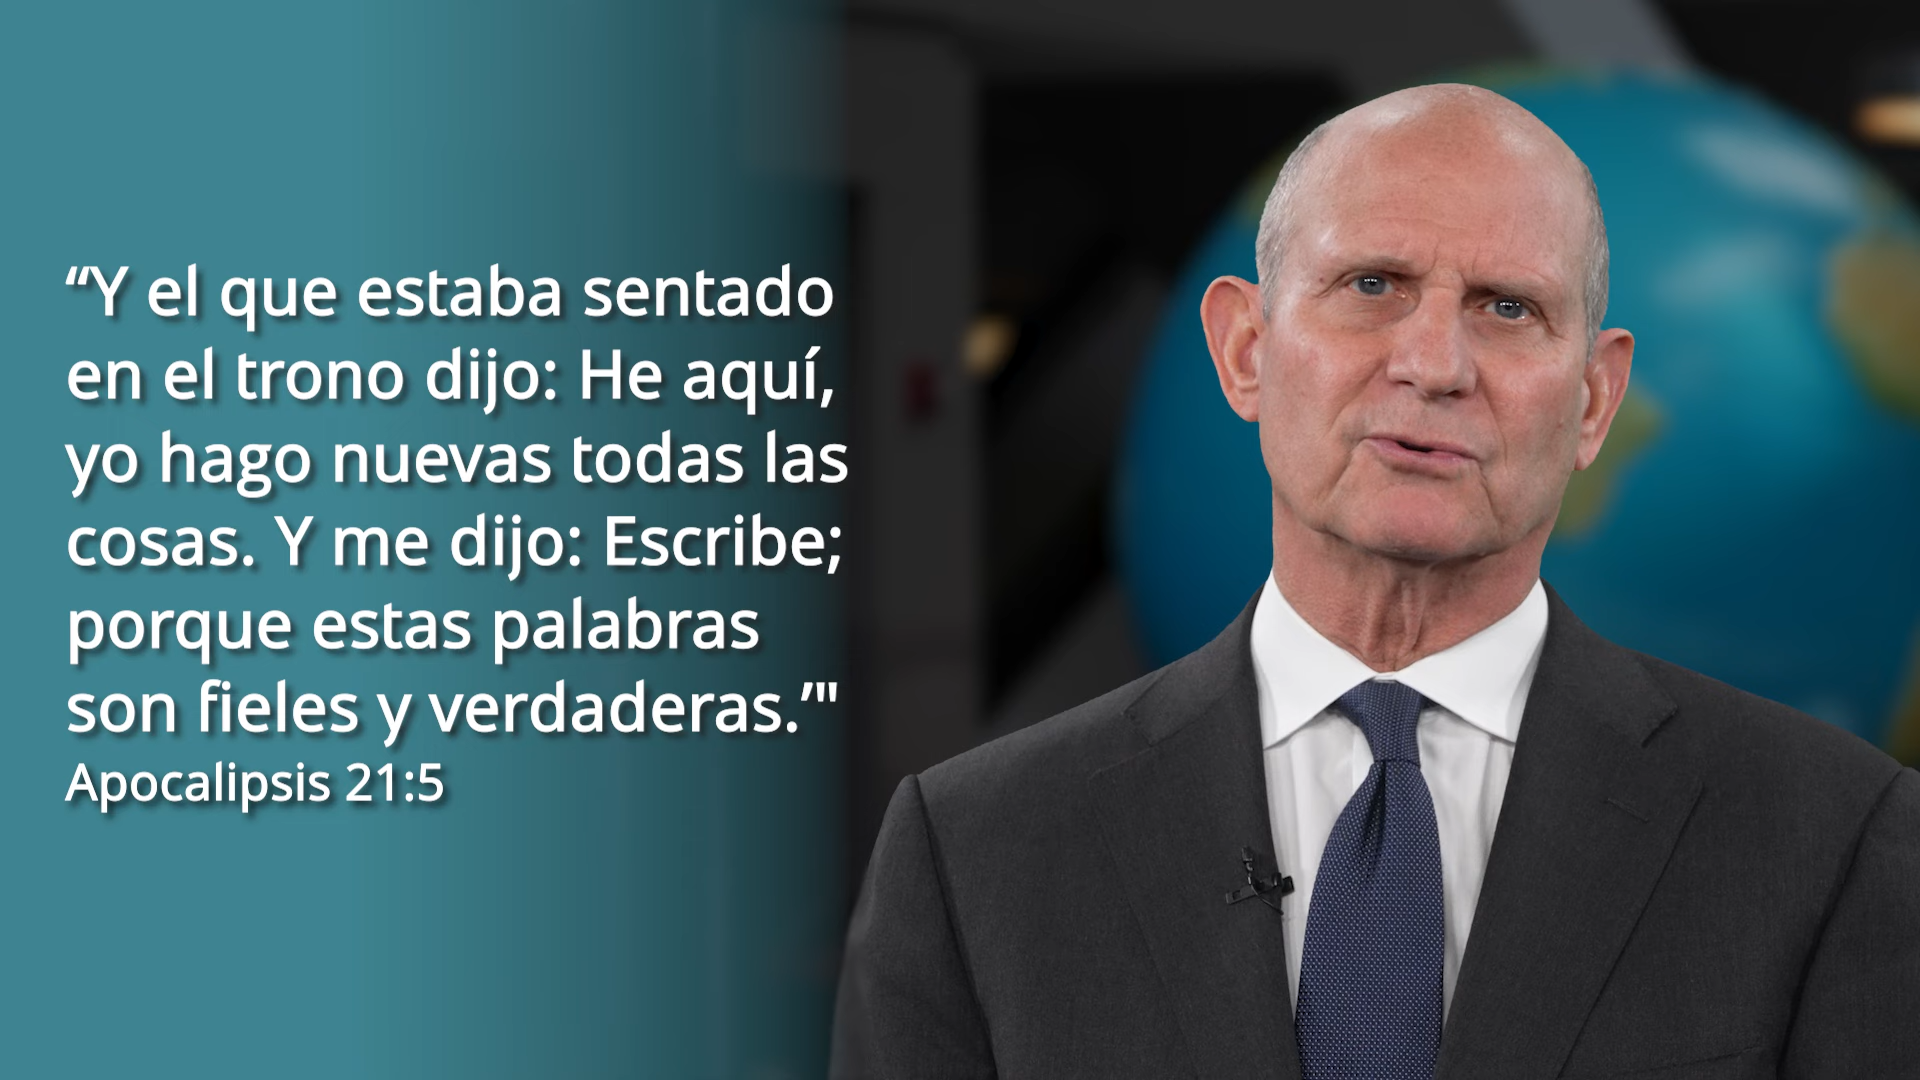 “Y el que estaba sentado
en el trono dijo: He aquí,
yo hago nuevas todas las
cosas. Y me dijo: Escribe;
porque estas palabras
son fieles y verdaderas.’"
Apocalipsis 21:5